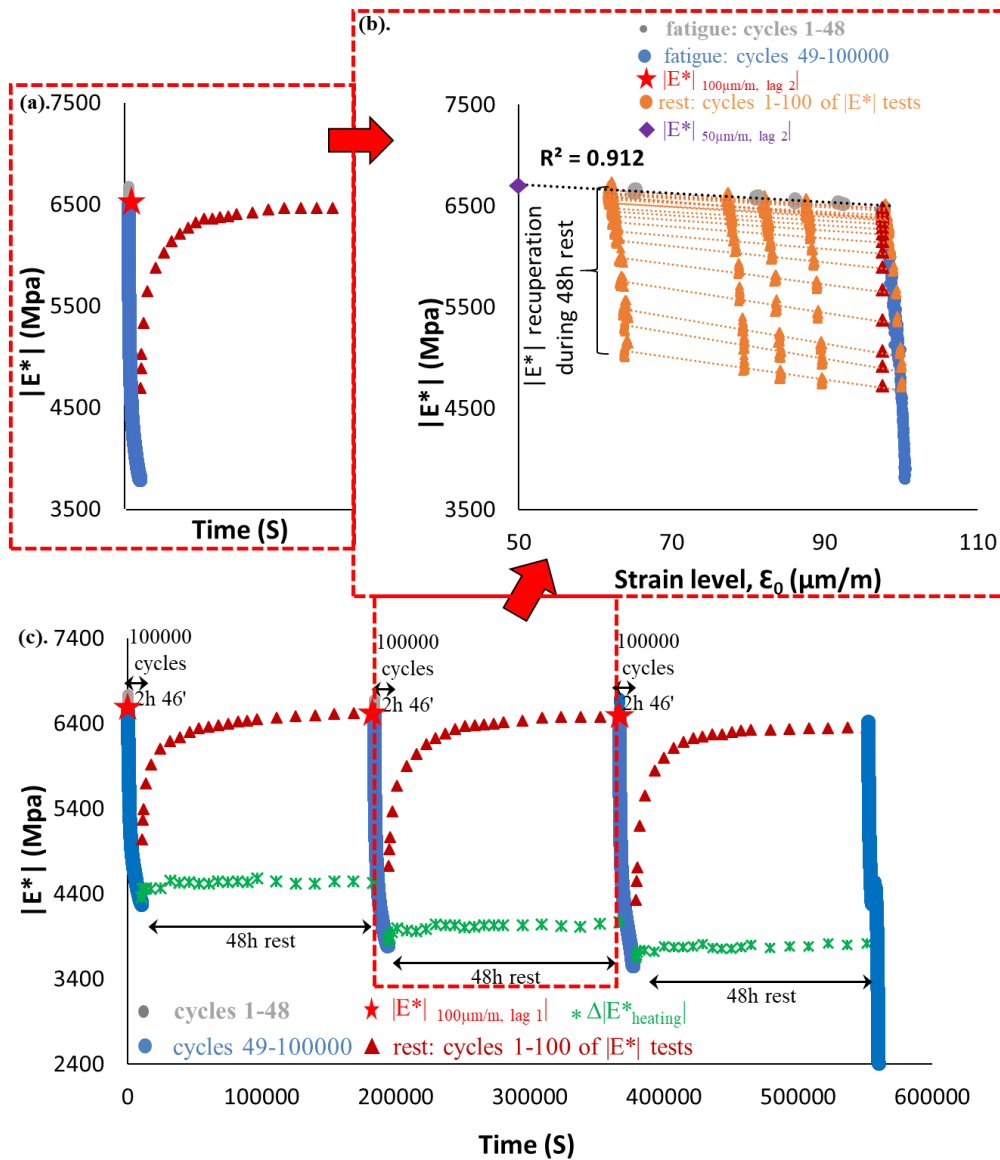 (a).
7500
6500
5500
4500
3500
|E*| (Mpa)
Time (S)
(b).
fatigue: cycles 1-48
fatigue: cycles 49-100000
|E*| 100µm/m, lag 2|
rest: cycles 1-100 of |E*| tests
|E*| 50µm/m, lag 2|
7500
6500
5500
4500
3500
|E*| (Mpa)
R² = 0.912
|E*| recuperation
during 48h rest
50
70
90
110
Strain level, Ɛ0 (µm/m)
(c).
7400
6400
5400
4400
3400
2400
|E*| (Mpa)
100000
cycles
2h 46'
100000
cycles
2h 46'
100000
cycles
2h 46'
48h rest
48h rest
48h rest
cycles 1-48
|E*| 100µm/m, lag 1|
Δ|E*heating|
cycles 49-100000
rest: cycles 1-100 of |E*| tests
0
100000
200000
300000
400000
500000
600000
Time (S)